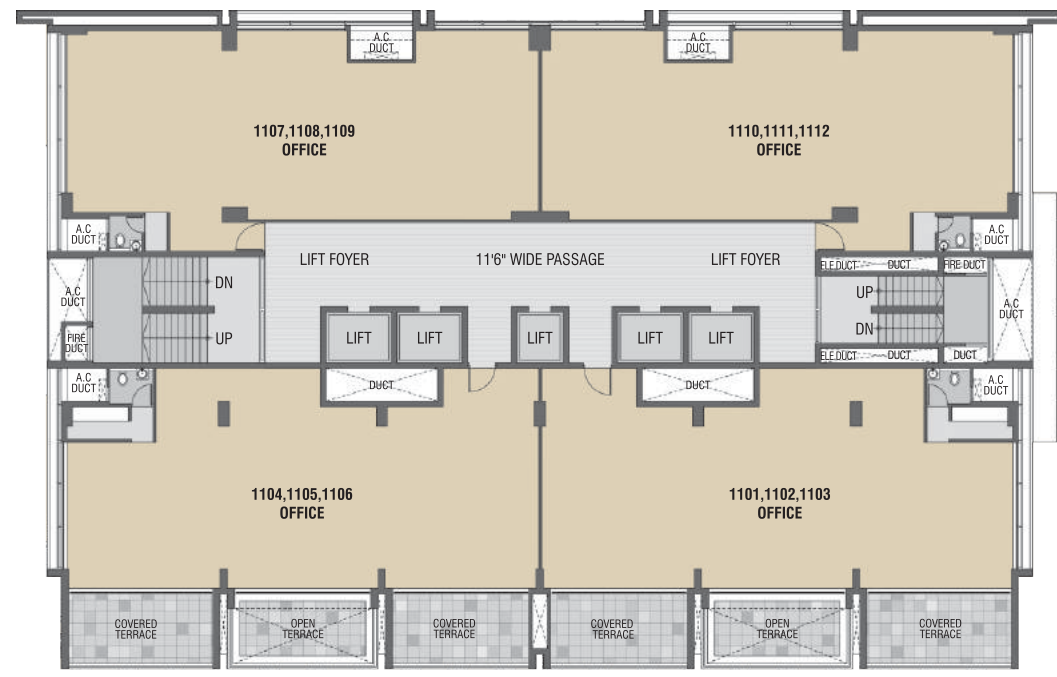 A.C
DUCT
A.C
DUCT
1107,1108,1109
OFFICE
1110,1111,1112
OFFICE
A.C
DUCT
A.C
DUCT
LIFT FOYER
11'6" WIDE PASSAGE
LIFT FOYER
ELE DUCT
DUCT
FIRE DUCT
A.C
DUCT
DN
UP
A.C
DUCT
FIRE
DUCT
UP
DN
LIFT
LIFT
LIFT
LIFT
LIFT
ELE DUCT
DUCT
DUCT
A.C
DUCT
DUCT
DUCT
A.C
DUCT
1104,1105,1106
OFFICE
1101,1102,1103
OFFICE
COVERED
TERRACE
OPEN
TERRACE
COVERED
TERRACE
COVERED
TERRACE
OPEN
TERRACE
COVERED
TERRACE